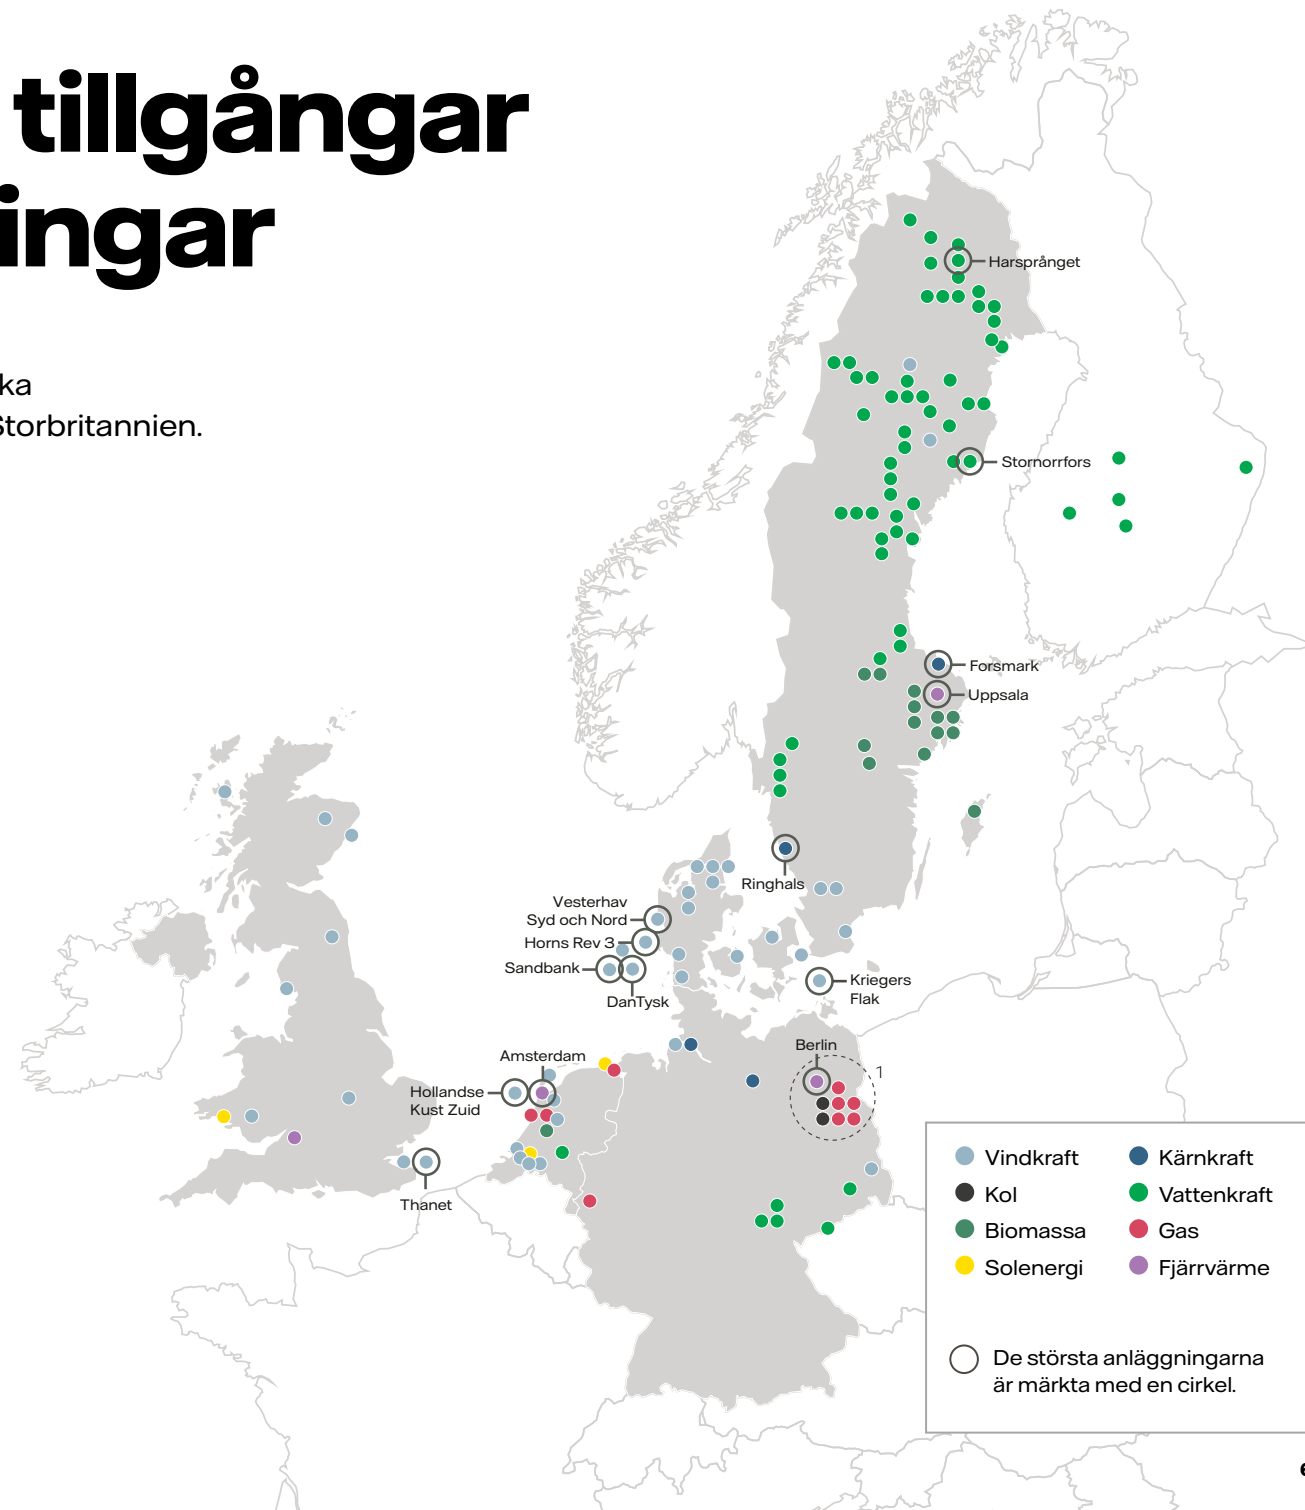 tillgångar
ingar
ka
Storbritannien.
Harsprånget
Stornorrfors
Forsmark
Uppsala
Ringhals
Vesterhav
Syd och Nord
Horns Rev 3
Sandbank
DanTysk
Kriegers
Flak
Amsterdam
Berlin
1
Hollandse
Kust Zuid
Thanet
Vindkraft
Kärnkraft
Kol
Vattenkraft
Biomassa
Gas
Solenergi
Fjärrvärme
De största anläggningarna
är märkta med en cirkel.